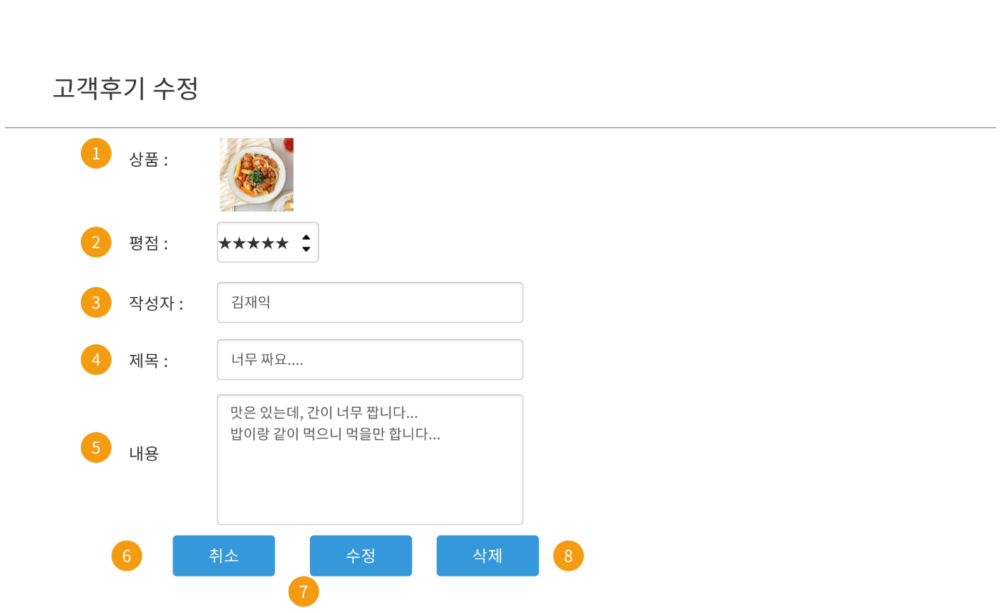 고객후기 수정
1 상품 :
2 평점 : ★★★★★
3 작성자 : 김재익
4 제목 : 너무 짜요....
맛은 있는데, 간이 너무 짭니다...
밥이랑 같이 먹으니 먹을만 합니다...
5 내용
6 취소 수정 삭제 8
7